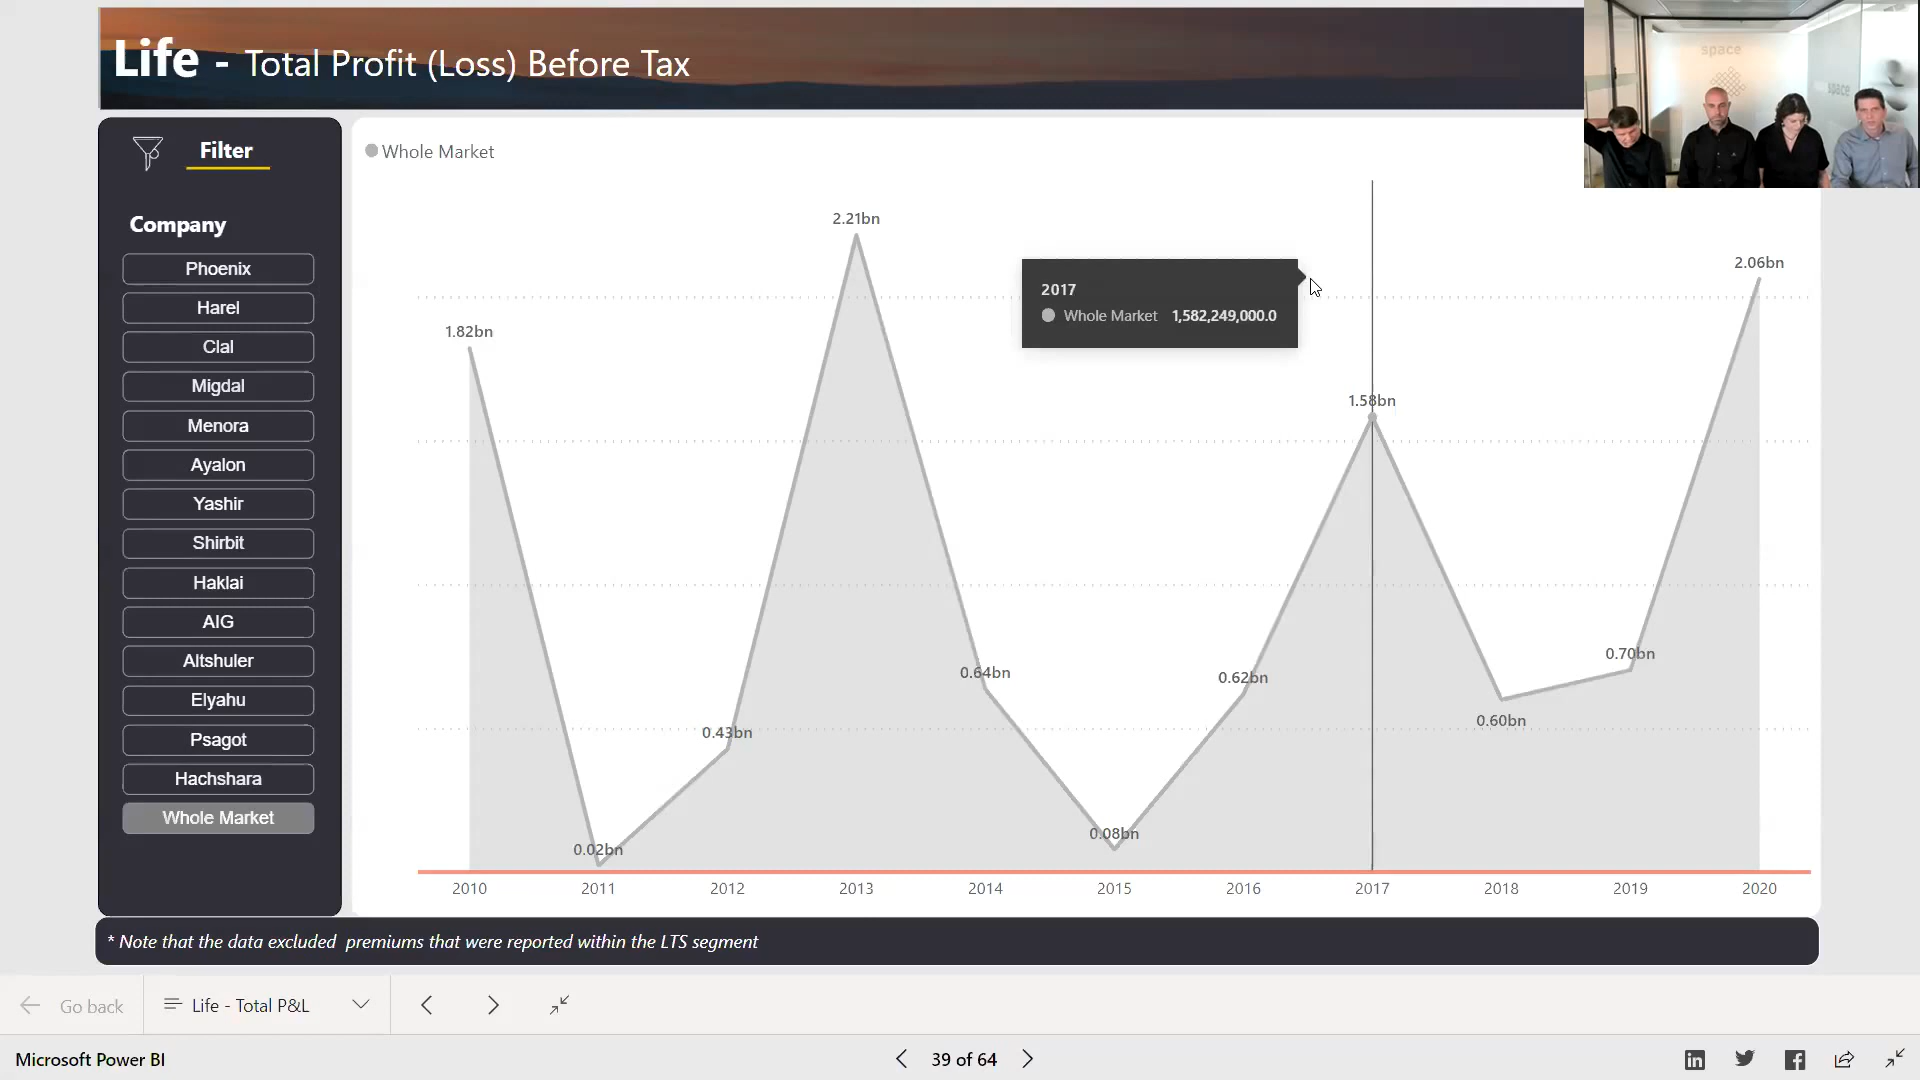 Life - Total Profit (Loss) Before Tax
space
space
Filter
Company
Phoenix
Harel
Clal
Migdal
Menora
Ayalon
Yashir
Shirbit
Haklai
AIG
Altshuler
Elyahu
Psagot
Hachshara
Whole Market
Whole Market
1.82bn
0.02bn
0.43bn
2.21bn
0.64bn
0.08bn
0.62bn
1.58bn
0.60bn
0.70bn
2.06bn
2017
Whole Market 1,582,249,000.0
2010 2011 2012 2013 2014 2015 2016 2017 2018 2019 2020
* Note that the data excluded premiums that were reported within the LTS segment
Go back
Life - Total P&L
Microsoft Power BI
39 of 64